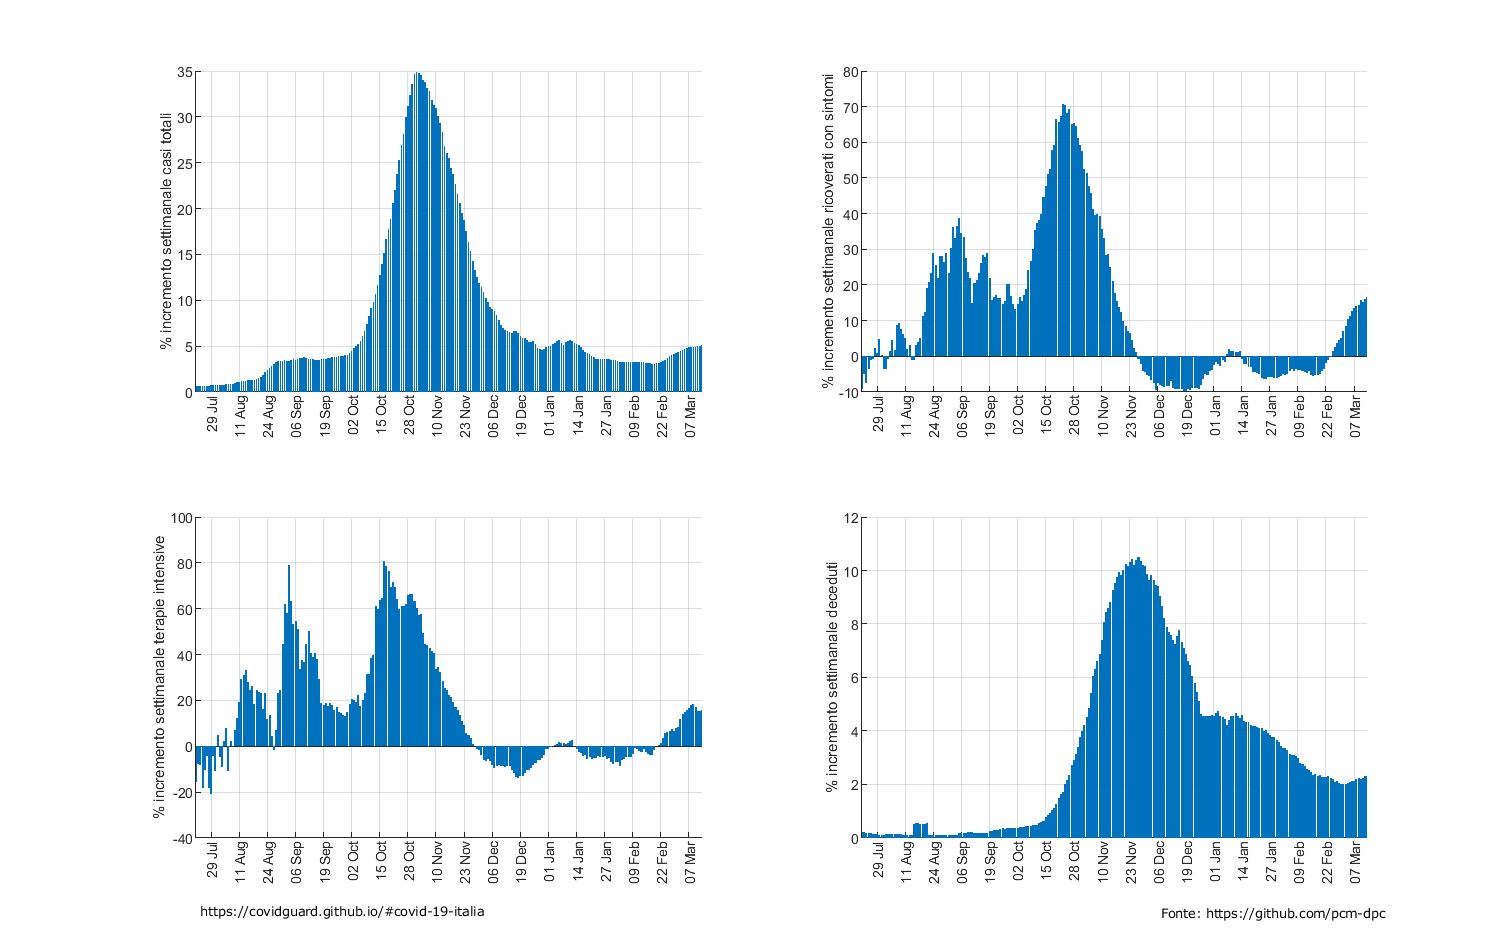 % incremento settimanale casi totali
35
30
25
20
15
10
5
0
29 Jul
11 Aug
24 Aug
06 Sep
19 Sep
02 Oct
15 Oct
28 Oct
10 Nov
23 Nov
06 Dec
19 Dec
01 Jan
14 Jan
27 Jan
09 Feb
22 Feb
07 Mar
% incremento settimanale ricoverati con sintomi
80
70
60
50
40
30
20
10
0
-10
29 Jul
11 Aug
24 Aug
06 Sep
19 Sep
02 Oct
15 Oct
28 Oct
10 Nov
23 Nov
06 Dec
19 Dec
01 Jan
14 Jan
27 Jan
09 Feb
22 Feb
07 Mar
% incremento settimanale terapie intensive
100
80
60
40
20
0
-20
-40
29 Jul
11 Aug
24 Aug
06 Sep
19 Sep
02 Oct
15 Oct
28 Oct
10 Nov
23 Nov
06 Dec
19 Dec
01 Jan
14 Jan
27 Jan
09 Feb
22 Feb
07 Mar
% incremento settimanale deceduti
12
10
8
6
4
2
0
29 Jul
11 Aug
24 Aug
06 Sep
19 Sep
02 Oct
15 Oct
28 Oct
10 Nov
23 Nov
06 Dec
19 Dec
01 Jan
14 Jan
27 Jan
09 Feb
22 Feb
07 Mar
https://covidguard.github.io/#covid-19-italia
Fonte: https://github.com/pcm-dpc